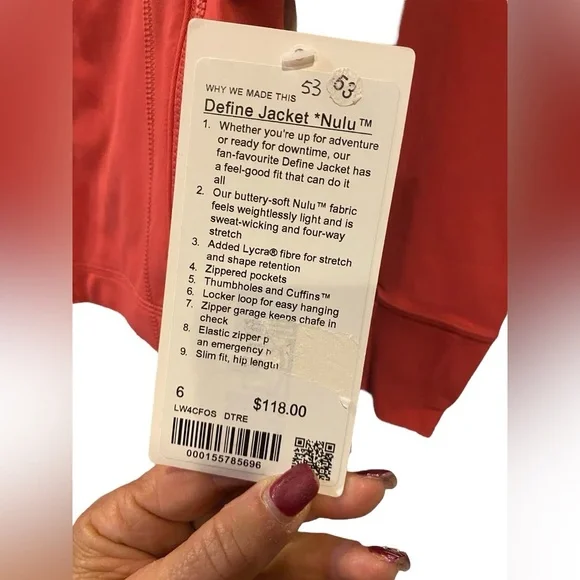 53 53
WHY WE MADE THIS
Define Jacket *Nulu™
1. Whether you're up for adventure
or ready for downtime, our
fan-favourite Define Jacket has
a feel-good fit that can do it
all
2. Our buttery-soft Nulu™ fabric
feels weightlessly light and is
sweat-wicking and four-way
stretch
3. Added Lycra® fibre for stretch
and shape retention
4. Zippered pockets
5. Thumbholes and Cuffins™
6. Locker loop for easy hanging
7. Zipper garage keeps chafe in
check
8. Elastic zipper
an emergency
9. Slim fit, hip length
6 $118.00
LW4CFOS DTRE
000155785696